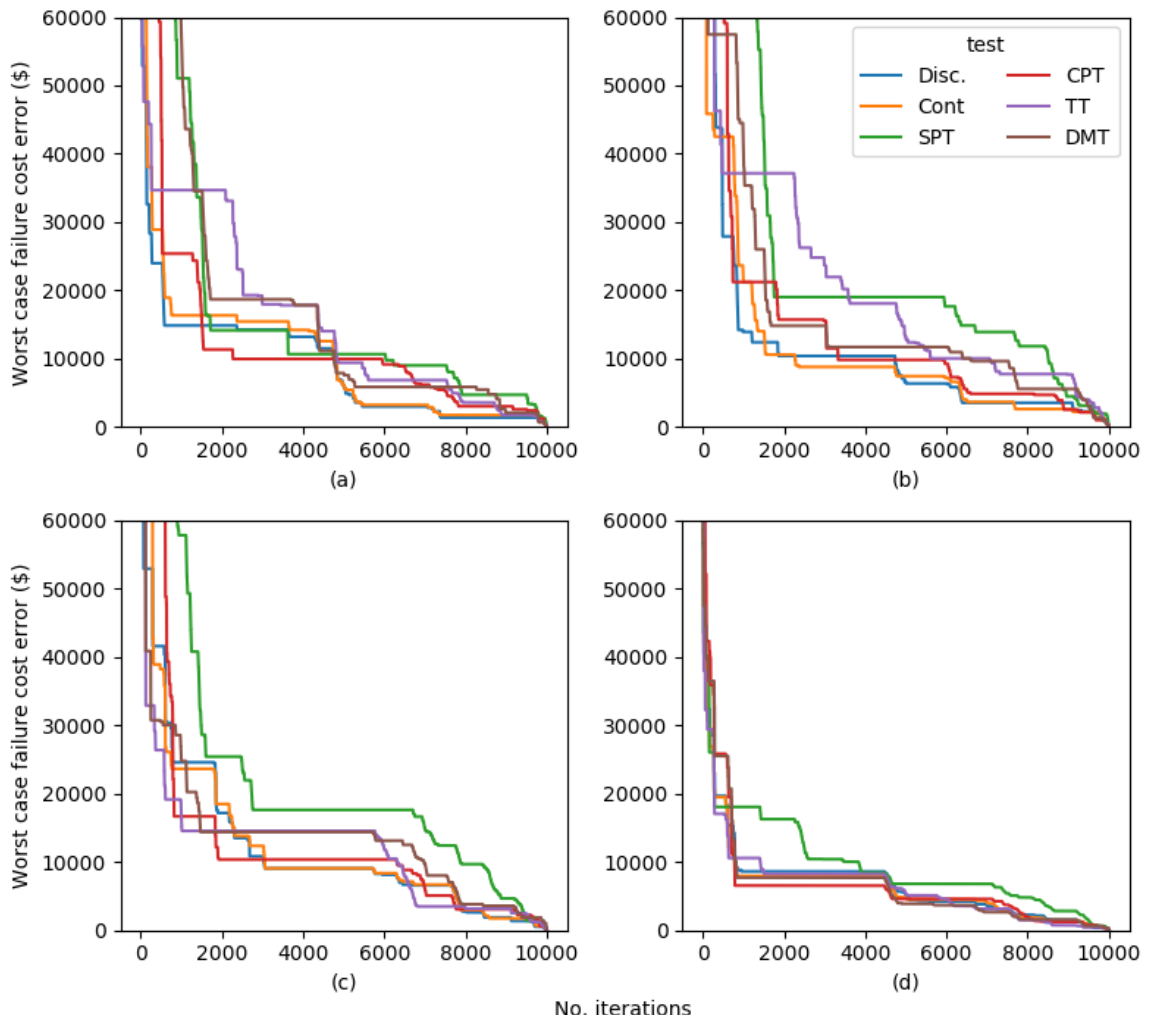 60000
50000
40000
30000
20000
10000
0
Worst case failure cost error ($)
0 2000 4000 6000 8000 10000
(a)
60000
50000
40000
30000
20000
10000
0
test
Disc. CPT
Cont TT
SPT DMT
0 2000 4000 6000 8000 10000
(b)
60000
50000
40000
30000
20000
10000
0
Worst case failure cost error ($)
0 2000 4000 6000 8000 10000
(c)
60000
50000
40000
30000
20000
10000
0
0 2000 4000 6000 8000 10000
(d)
No. iterations